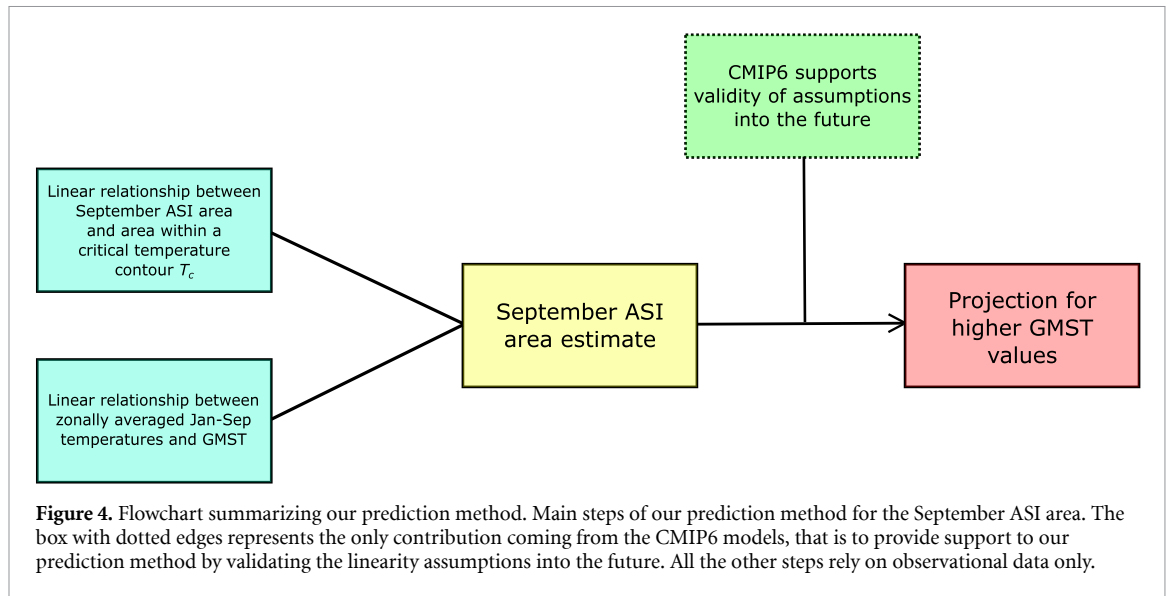 CMIP6 supports
validity of assumptions
into the future
Linear relationship between
September ASI area
and area within a
critical temperature
contour Tc
September ASI
area estimate
Projection for
higher GMST
values
Linear relationship between
zonally averaged Jan-Sep
temperatures and GMST
Figure 4. Flowchart summarizing our prediction method. Main steps of our prediction method for the September ASI area. The
box with dotted edges represents the only contribution coming from the CMIP6 models, that is to provide support to our
prediction method by validating the linearity assumptions into the future. All the other steps rely on observational data only.